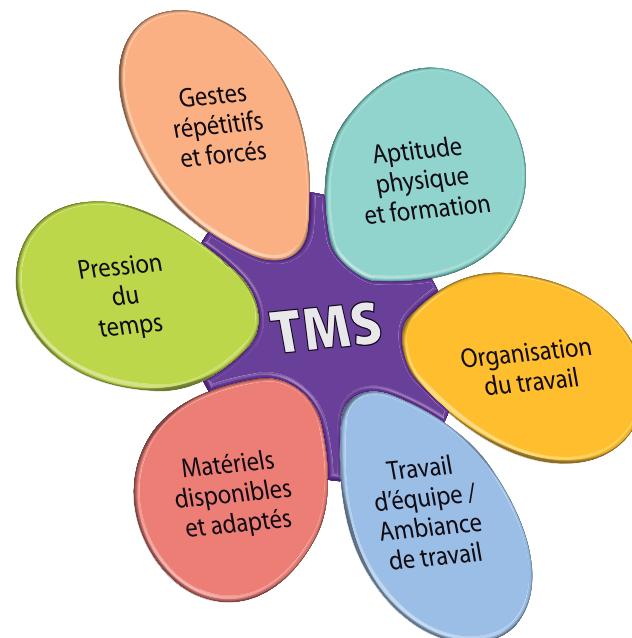 Gestes
répétitifs
et forcés
Aptitude
physique
et formation
Pression
du
temps
TMS
Organisation
du travail
Matériels
disponibles
et adaptés
Travail
d'équipe /
Ambiance
de travail